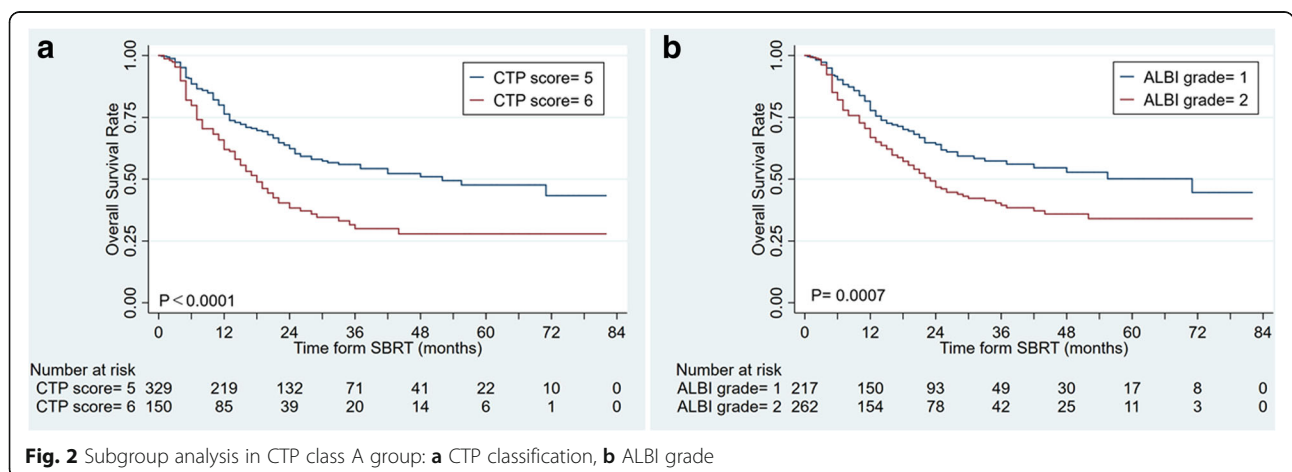 a
1.00
0.75
0.50
0.25
0.00
Overall Survival Rate
CTP score= 5
CTP score= 6
P<0.0001
0 12 24 36 48 60 72 84
Time form SBRT (months)
Number at risk
CTP score= 5 329 219 132 71 41 22 10 0
CTP score= 6 150 85 39 20 14 6 1 0
b
1.00
0.75
0.50
0.25
0.00
Overall Survival Rate
ALBI grade= 1
ALBI grade= 2
P= 0.0007
0 12 24 36 48 60 72 84
Time form SBRT (months)
Number at risk
ALBI grade= 1 217 150 93 49 30 17 8 0
ALBI grade= 2 262 154 78 42 25 11 3 0
Fig. 2 Subgroup analysis in CTP class A group: a CTP classification, b ALBI grade